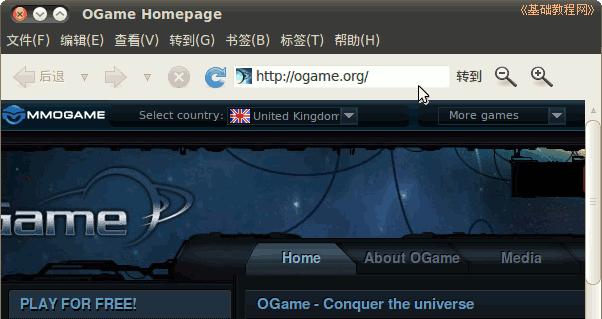 OGame Homepage
《基础教程网》
文件(F) 编辑(E) 查看(V) 转到(G) 书签(B) 标签(T) 帮助(H)
后退 http://ogame.org/ 转到
MMOGAME Select country: United Kingdom More games
Game
Home About OGame Media
PLAY FOR FREE! OGame - Conquer the universe